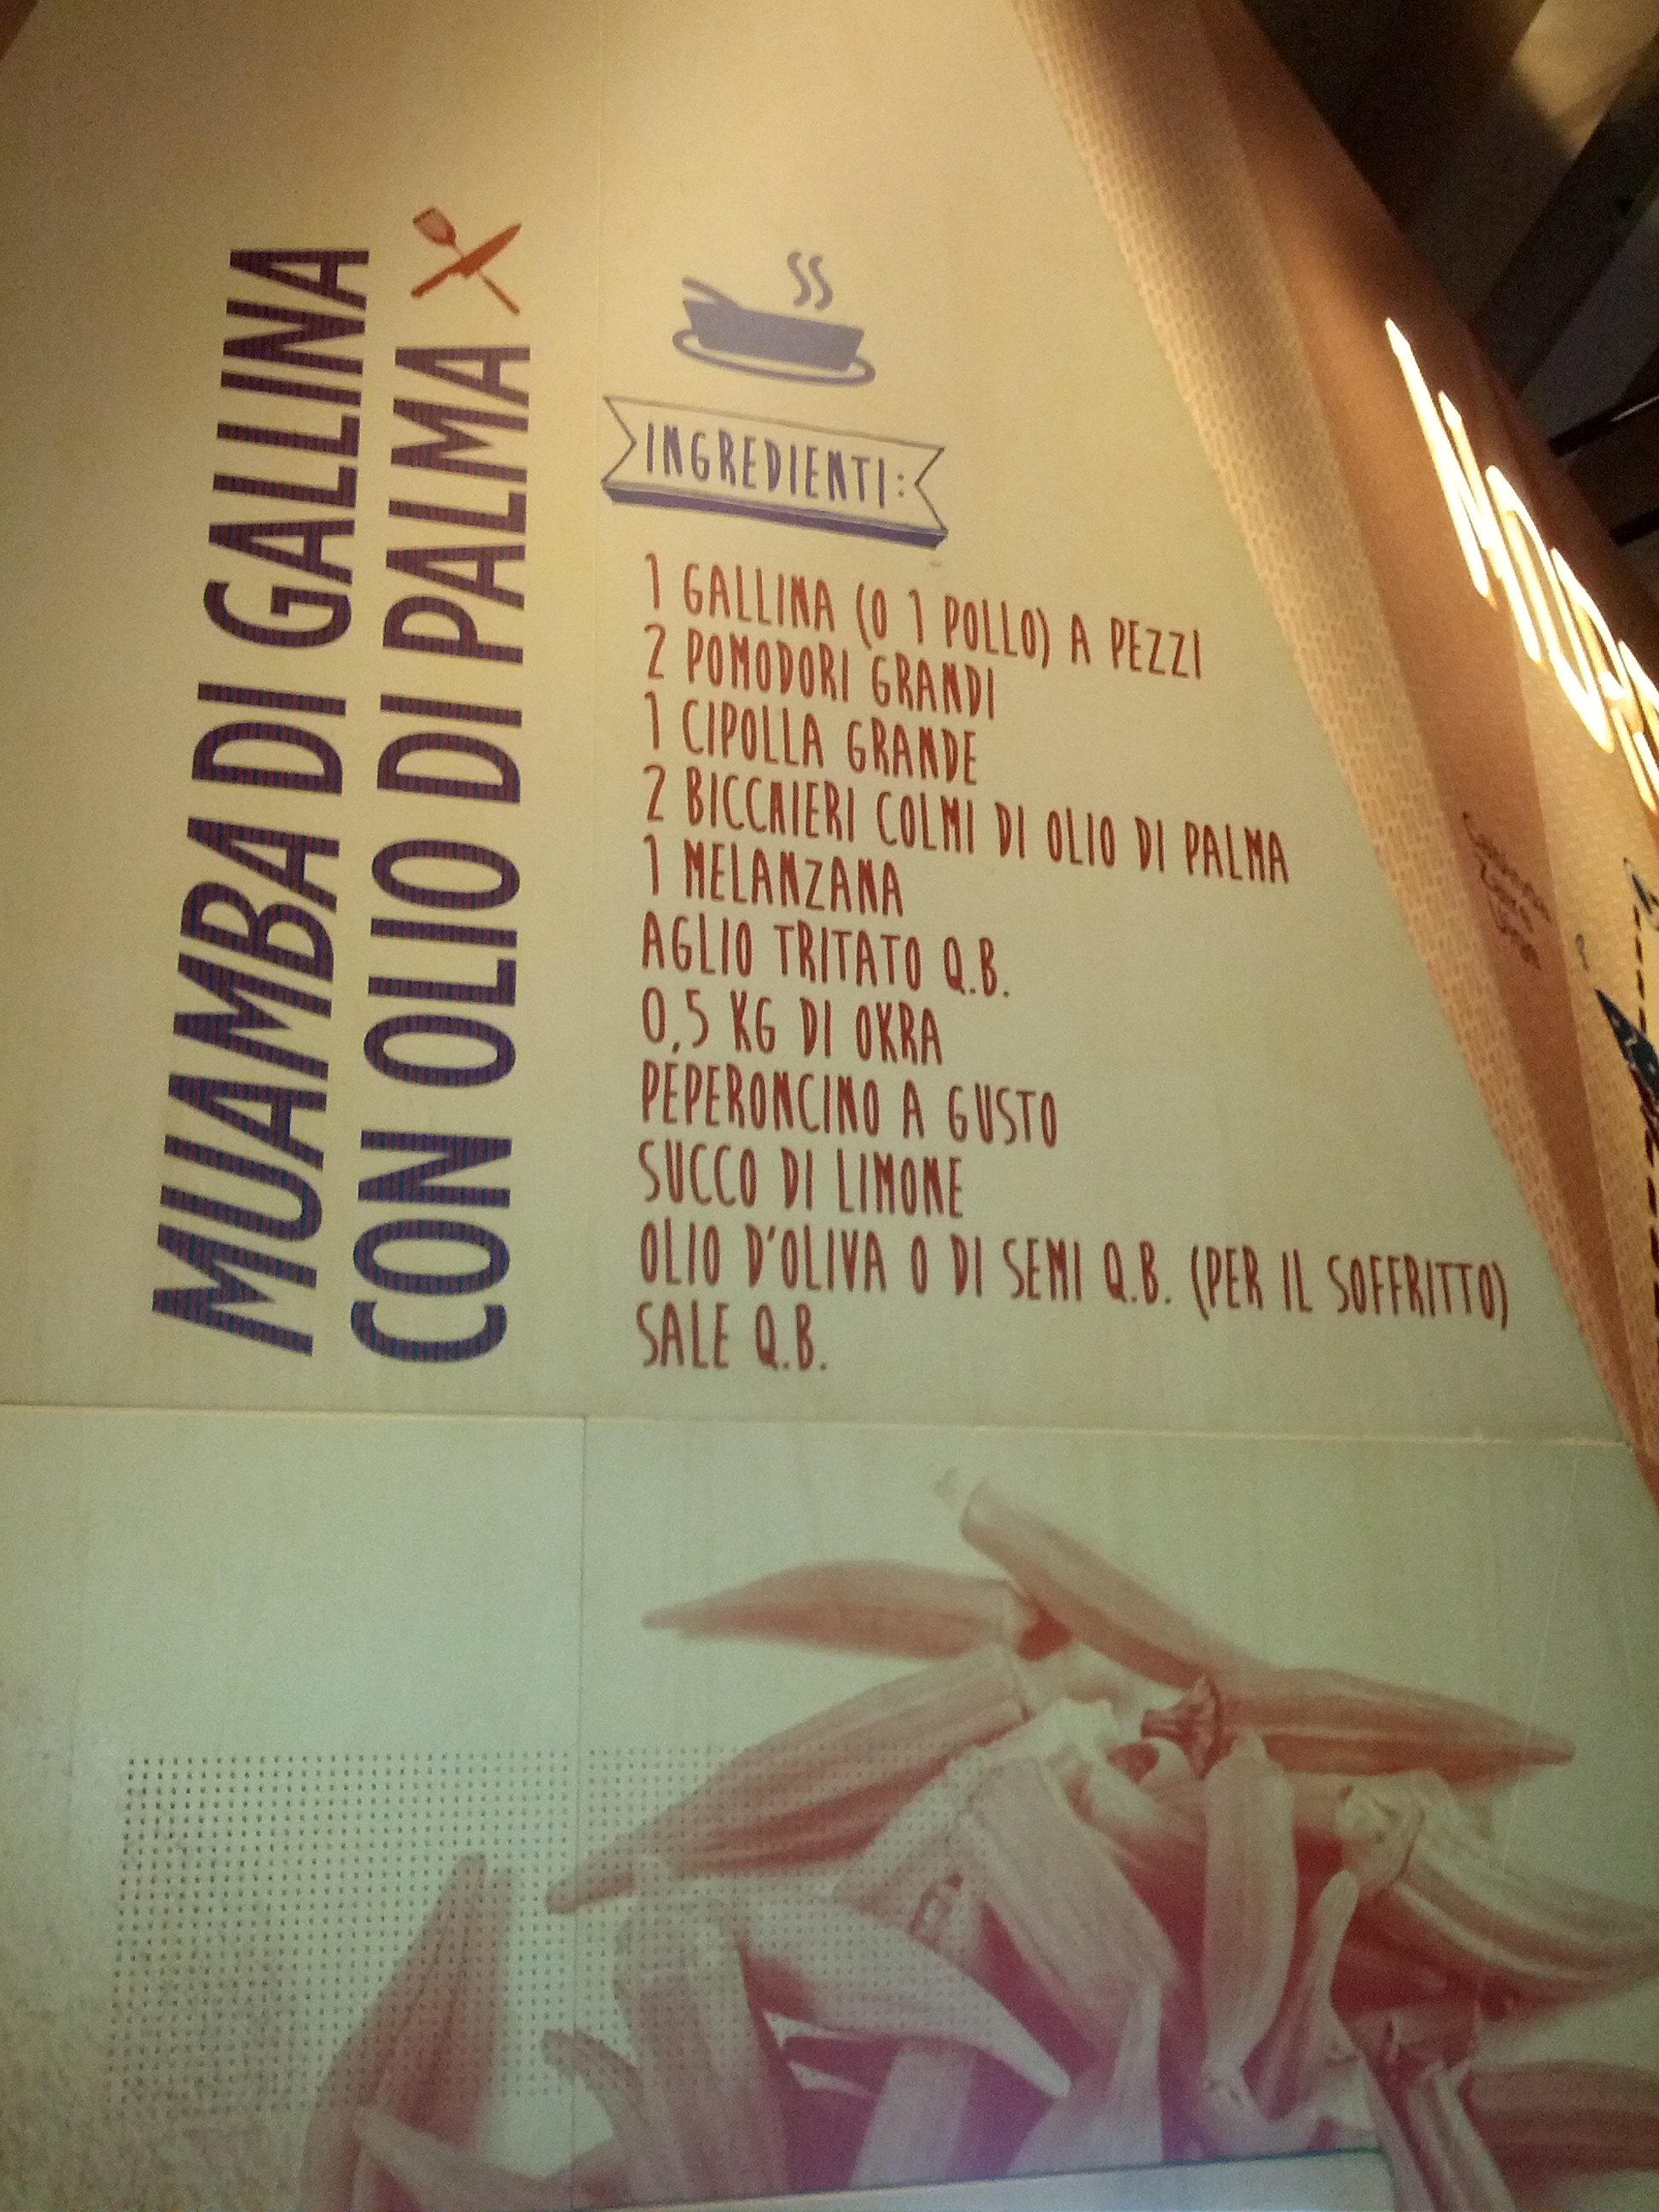 MUAMBA DI GALLINA
CON OLIO DI PALMA
INGREDIENTI:
1 GALLINA (O 1 POLLO) A PEZZI
2 POMODORI GRANDI
1 CIPOLLA GRANDE
2 BICCHIERI COLMI DI OLIO DI PALMA
1 MELANZANA
AGLIO TRITATO Q.B.
0,5 KG DI OKRA
PEPERONCINO A GUSTO
SUCCO DI LIMONE
OLIO D'OLIVA O DI SEMI Q.B. (PER IL SOFFRITTO)
SALE Q.B.